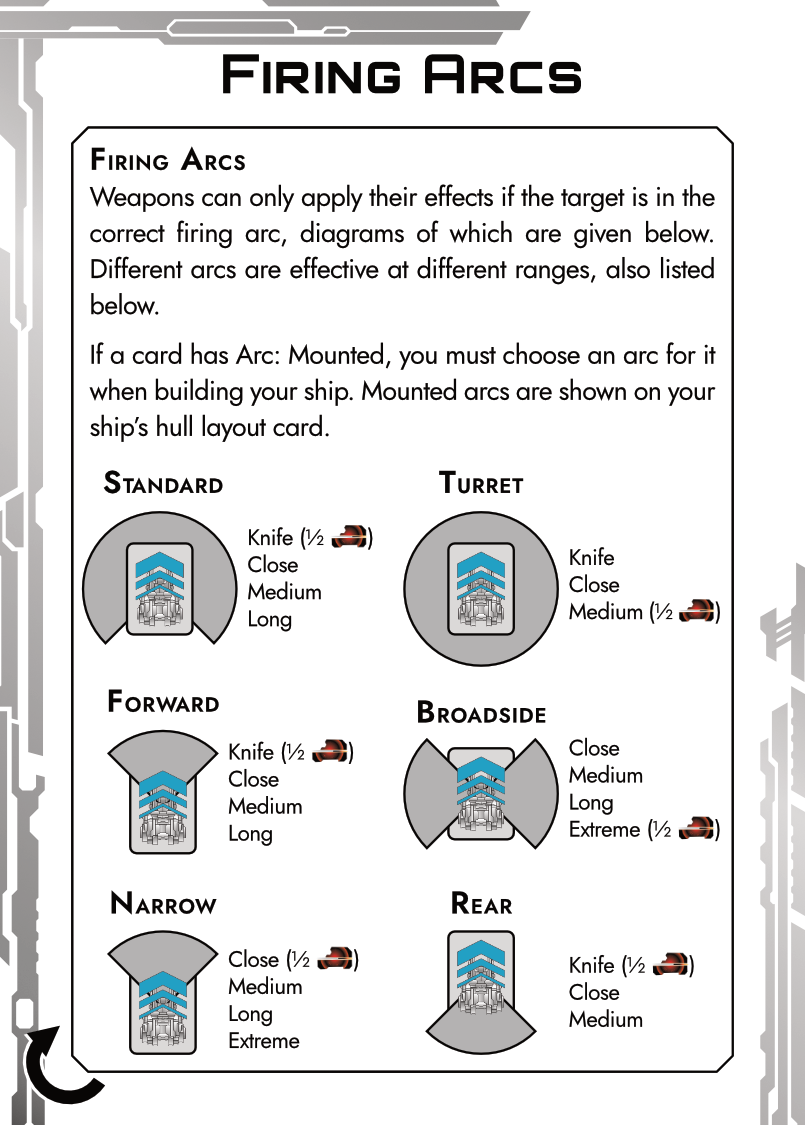 Firing Arcs
Firing Arcs
Weapons can only apply their effects if the target is in the
correct firing arc, diagrams of which are given below.
Different arcs are effective at different ranges, also listed
below.
If a card has Arc: Mounted, you must choose an arc for it
when building your ship. Mounted arcs are shown on your
ship's hull layout card.
Standard
Knife (½ )
Close
Medium
Long
Turret
Knife
Close
Medium (½ )
Forward
Knife (½ )
Close
Medium
Long
Broadside
Close
Medium
Long
Extreme (½ )
Narrow
Close (½ )
Medium
Long
Extreme
Rear
Knife (½ )
Close
Medium